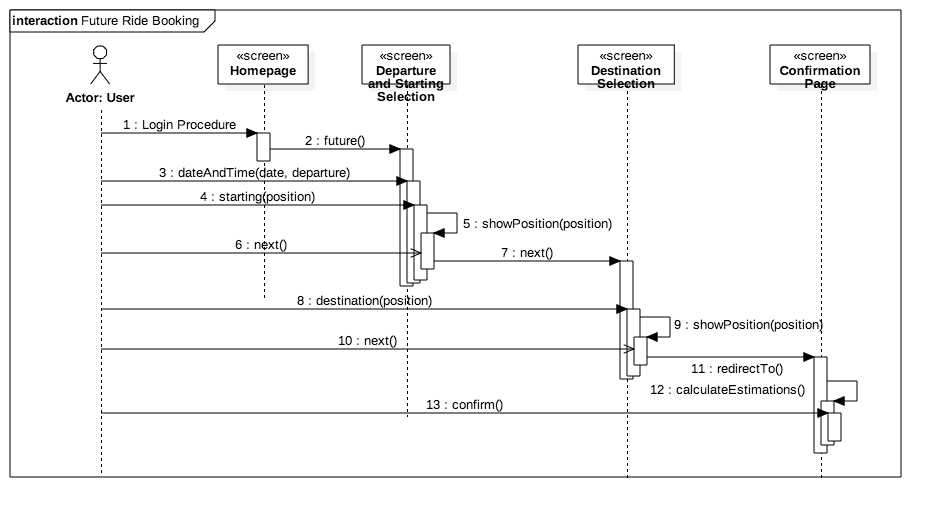 interaction Future Ride Booking
«screen»
Homepage
«screen»
Departure
and Starting
Selection
«screen»
Destination
Selection
«screen»
Confirmation
Page
Actor: User
1 : Login Procedure
2 : future()
3 : dateAndTime(date, departure)
4 : starting(position)
5 : showPosition(position)
6 : next()
7 : next()
8 : destination(position)
9 : showPosition(position)
10 : next()
11 : redirectTo()
12 : calculateEstimations()
13 : confirm()